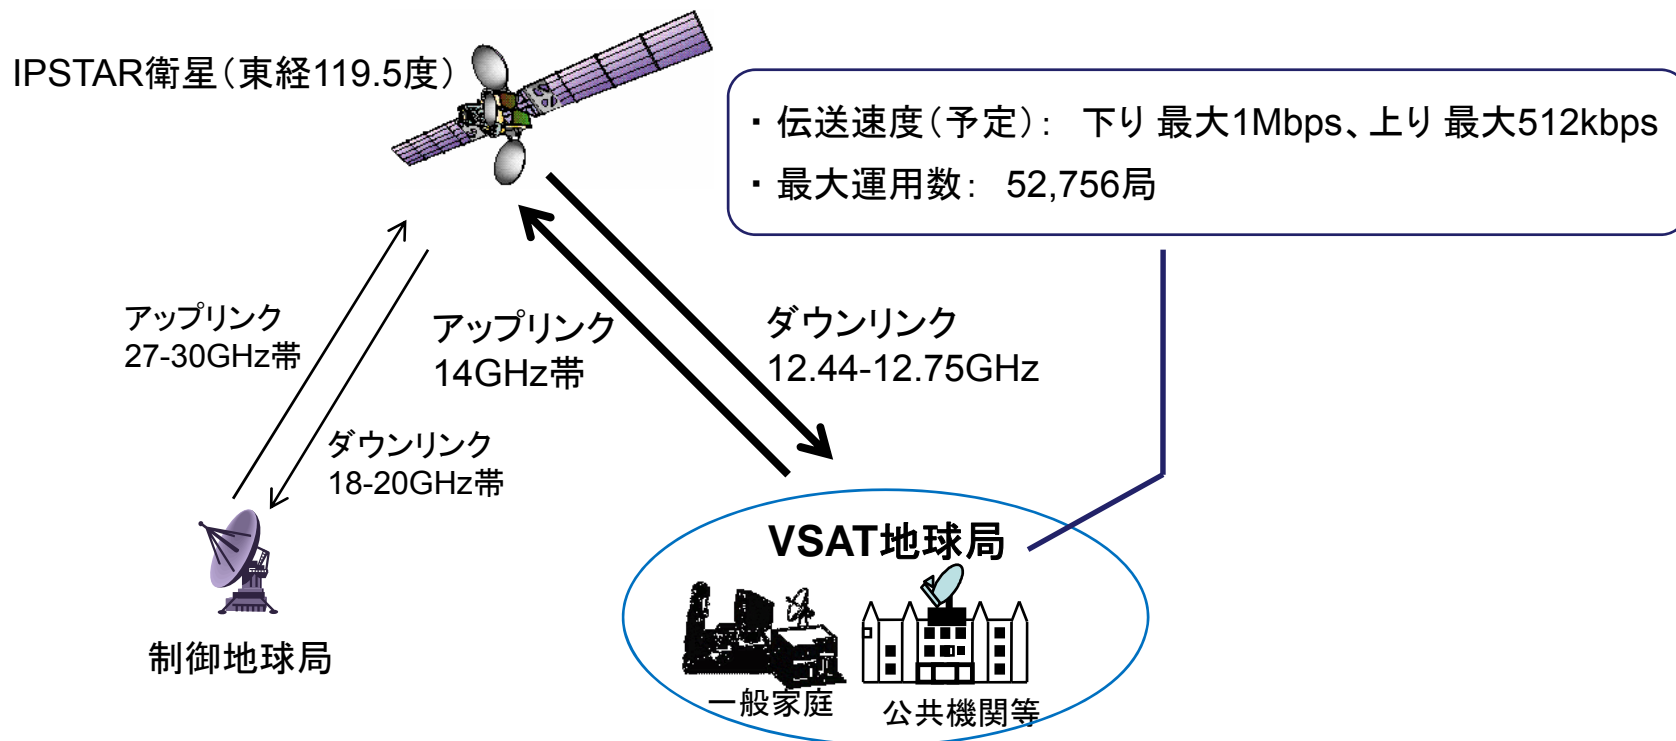 IPSTAR衛星（東経119.5度）
・ 伝送速度（予定）： 下り 最大1Mbps、上り 最大512kbps
・ 最大運用数： 52,756局
アップリンク
27-30GHz帯
アップリンク
14GHz帯
ダウンリンク
12.44-12.75GHz
ダウンリンク
18-20GHz帯
制御地球局
VSAT地球局
一般家庭
公共機関等